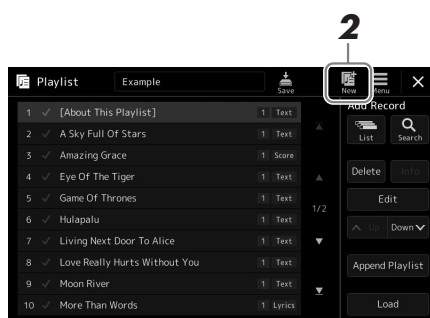 2
Playlist Example Save New Menu
Add Record
1 [About This Playlist] 1 Text
2 A Sky Full Of Stars 1 Text
List Search
3 Amazing Grace 1 Score
4 Eye Of The Tiger 1 Text
Delete Info
5 Game Of Thrones 1 Text
Edit
1/2
6 Hulapalu 1 Text
Up Down
7 Living Next Door To Alice 1 Text
8 Love Really Hurts Without You 1 Text
Append Playlist
9 Moon River 1 Text
10 More Than Words 1 Lyrics
Load